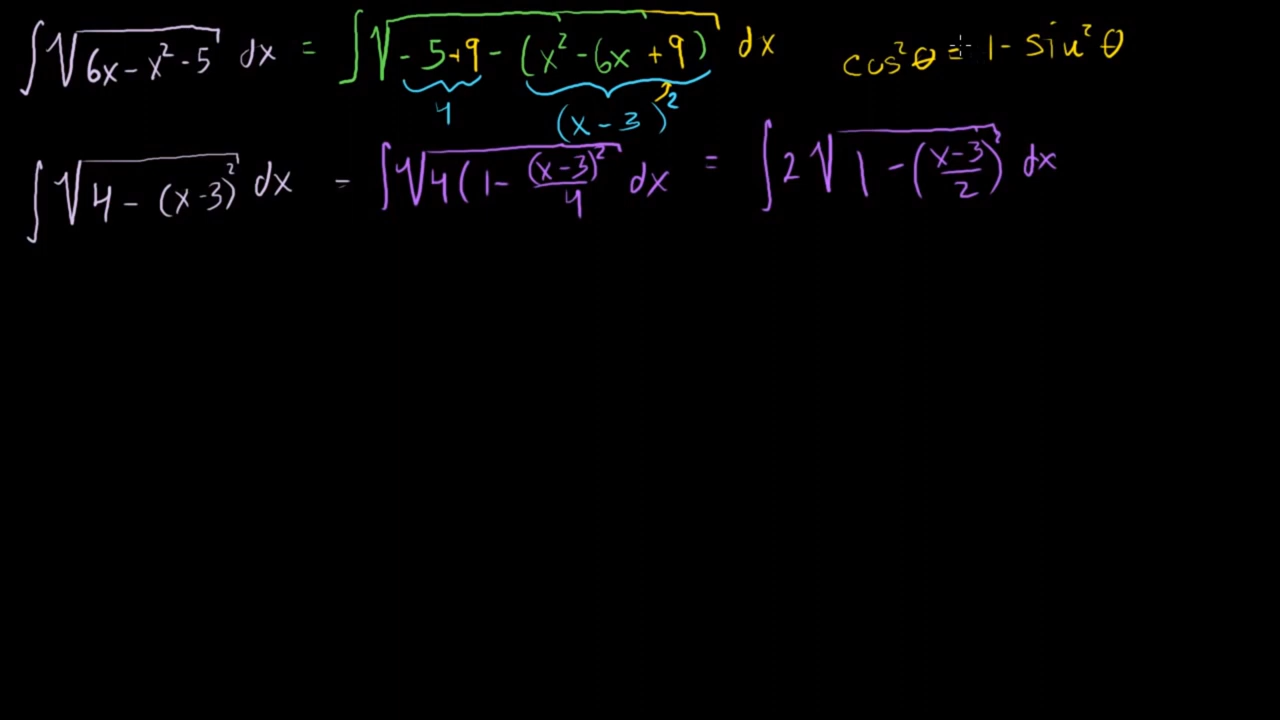 ∫√(6x - x² - 5) dx = ∫√(-5 + 9 - (x² - 6x + 9)) dx cos²θ = 1 - sin²θ
4 (x - 3)²
∫√(4 - (x - 3)²) dx = ∫√(4(1 - (x - 3)²/4) dx = ∫2√(1 - ((x - 3)/2)²) dx